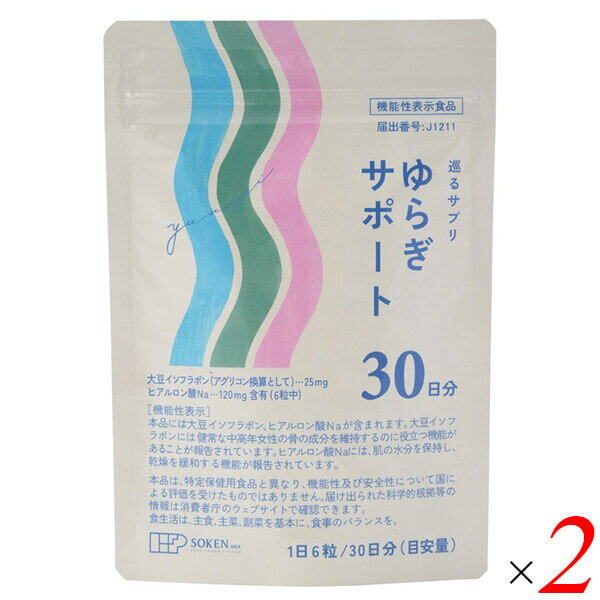 機能性表示食品
届出番号:J1211
巡るサプリ
ゆらぎ
サポート
yuragi
30日分
大豆イソフラボン(アグリコン換算として)…25mg
ヒアルロン酸Na…120mg 含有(6粒中)
[機能性表示]
本品には大豆イソフラボン、ヒアルロン酸Naが含まれます。大豆イソフ
ラボンには健常な中高年女性の骨の成分を維持するのに役立つ機能が
あることが報告されています。ヒアルロン酸Naには、肌の水分を保持し、
乾燥を緩和する機能が報告されています。
本品は、特定保健用食品と異なり、機能性及び安全性について国に
よる評価を受けたものではありません。届け出られた科学的根拠等の
情報は消費者庁のウェブサイトで確認できます。
食生活は、主食、主菜、副菜を基本に、食事のバランスを。
SOKEN.SHA
1日6粒/30日分(目安量)
×2